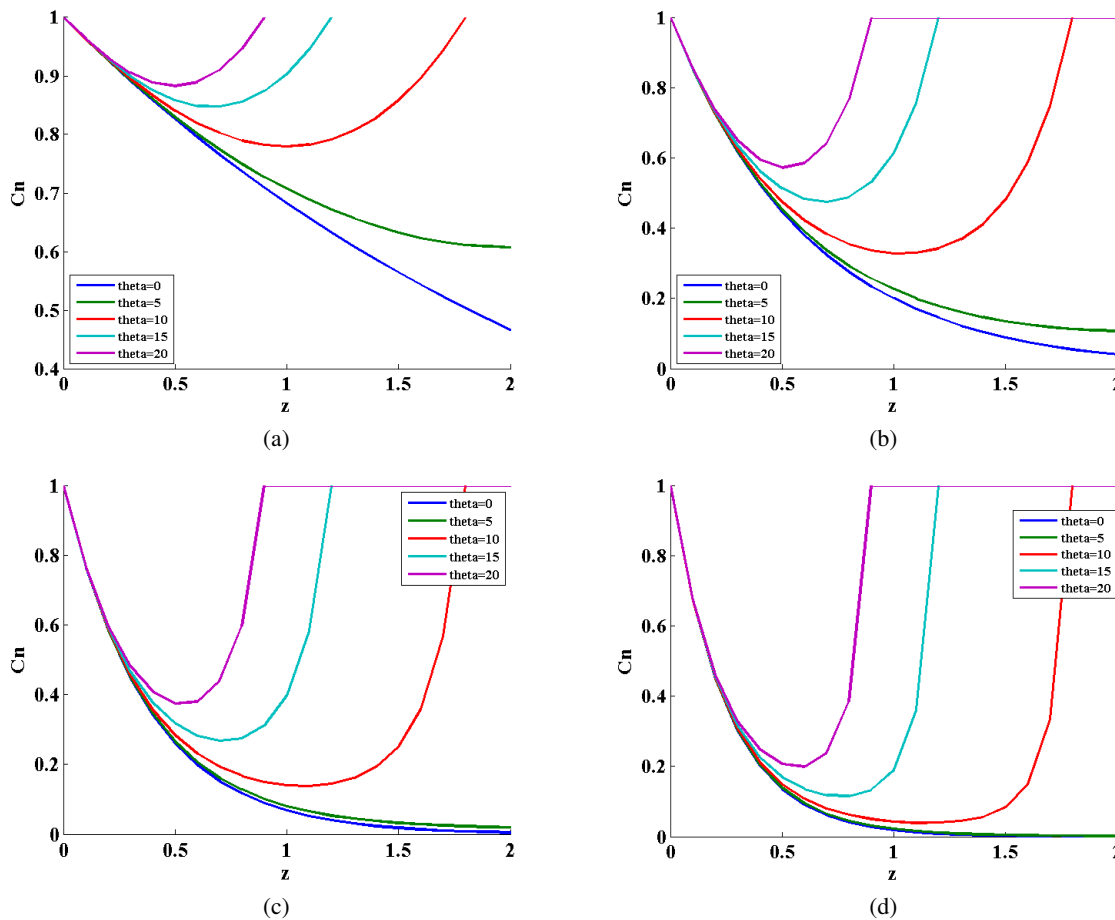 1
0.9
0.8
0.7
0.6
0.5
0.4
0
0.5
1
1.5
2
Cn
z
theta=0
theta=5
theta=10
theta=15
theta=20
(a)
1
0.8
0.6
0.4
0.2
0
0
0.5
1
1.5
2
Cn
z
theta=0
theta=5
theta=10
theta=15
theta=20
(b)
1
0.8
0.6
0.4
0.2
0
0
0.5
1
1.5
2
Cn
z
theta=0
theta=5
theta=10
theta=15
theta=20
(c)
1
0.8
0.6
0.4
0.2
0
0
0.5
1
1.5
2
Cn
z
theta=0
theta=5
theta=10
theta=15
theta=20
(d)